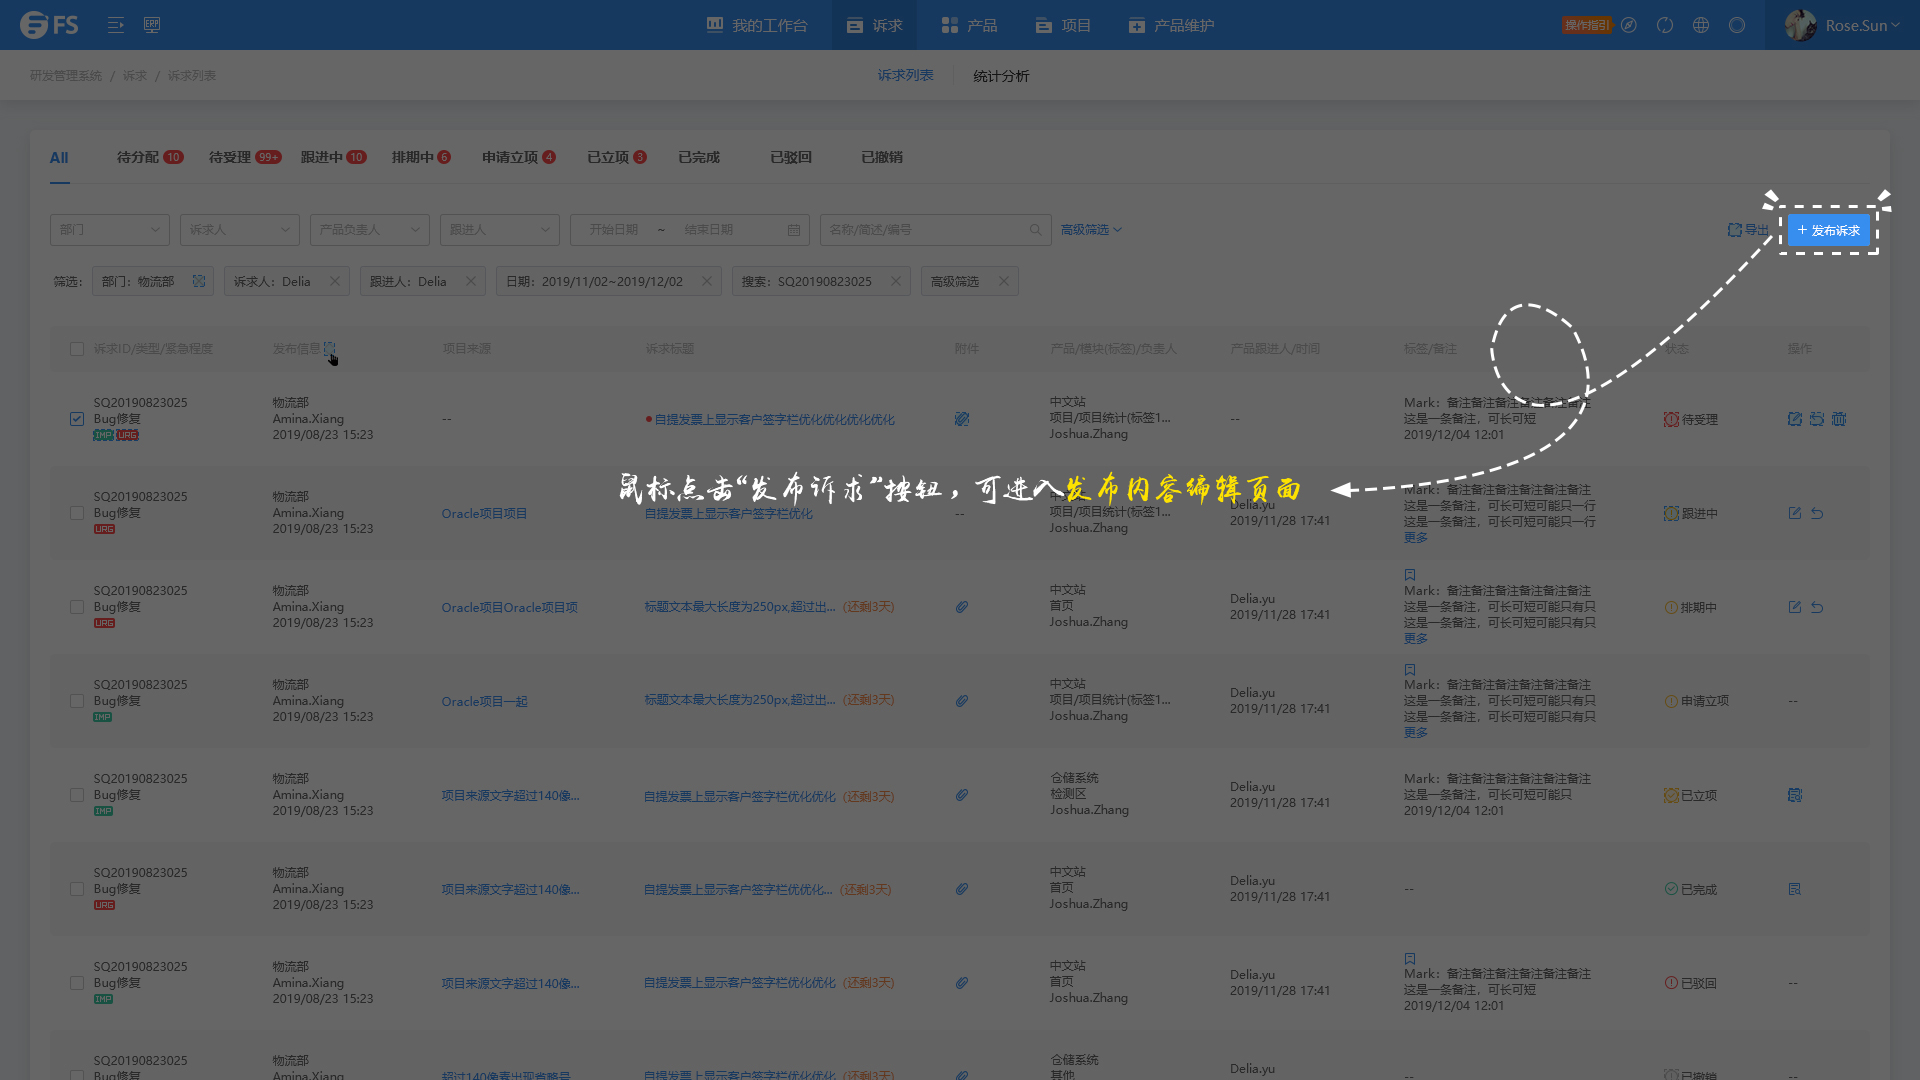 FS
ERP
我的工作台
诉求
产品
项目
产品维护
操作指引
Rose.Sun
研发管理系统 / 诉求 / 诉求列表
诉求列表
统计分析
All
待分配 10
待受理 99+
跟进中 10
排期中 6
申请立项 4
已立项 3
已完成
已驳回
已撤销
部门
诉求人
产品负责人
跟进人
开始日期 ~ 结束日期
名称/简述/编号
高级筛选
导出
+ 发布诉求
筛选：
部门：物流部
诉求人：Delia
跟进人：Delia
日期：2019/11/02~2019/12/02
搜索：SQ20190823025
高级筛选
诉求ID/类型/紧急程度
发布信息
项目来源
诉求标题
附件
产品/模块(标签)/负责人
产品跟进人/时间
标签/备注
状态
操作
SQ20190823025
Bug修复
IMP URG
物流部
Amina.Xiang
2019/08/23 15:23
--
自提发票上显示客户签字栏优化优化优化优化
中文站
项目/项目统计(标签1...
Joshua.Zhang
--
Mark：备注备注备注备注备注备注
这是一条备注，可长可短
2019/12/04 12:01
待受理
鼠标点击“发布诉求”按钮，可进入发布内容编辑页面
SQ20190823025
Bug修复
URG
物流部
Amina.Xiang
2019/08/23 15:23
Oracle项目项目
自提发票上显示客户签字栏优化
--
项目/项目统计(标签1...
Joshua.Zhang
Delia.yu
2019/11/28 17:41
Mark：备注备注备注备注备注备注
这是一条备注，可长可短可能只一行
这是一条备注，可长可短可能只一行
更多
跟进中
SQ20190823025
Bug修复
URG
物流部
Amina.Xiang
2019/08/23 15:23
Oracle项目Oracle项目项
标题文本最大长度为250px,超过出... (还剩3天)
中文站
首页
Joshua.Zhang
Delia.yu
2019/11/28 17:41
Mark：备注备注备注备注备注备注
这是一条备注，可长可短可能只有只
这是一条备注，可长可短可能只有只
更多
排期中
SQ20190823025
Bug修复
IMP
物流部
Amina.Xiang
2019/08/23 15:23
Oracle项目一起
标题文本最大长度为250px,超过出... (还剩3天)
中文站
项目/项目统计(标签1...
Joshua.Zhang
Delia.yu
2019/11/28 17:41
Mark：备注备注备注备注备注备注
这是一条备注，可长可短可能只有只
这是一条备注，可长可短可能只有只
更多
申请立项
--
SQ20190823025
Bug修复
IMP
物流部
Amina.Xiang
2019/08/23 15:23
项目来源文字超过140像...
自提发票上显示客户签字栏优化优化 (还剩3天)
仓储系统
检测区
Joshua.Zhang
Delia.yu
2019/11/28 17:41
Mark：备注备注备注备注备注备注
这是一条备注，可长可短可能只
2019/12/04 12:01
已立项
SQ20190823025
Bug修复
URG
物流部
Amina.Xiang
2019/08/23 15:23
项目来源文字超过140像...
自提发票上显示客户签字栏优优化... (还剩3天)
中文站
首页
Joshua.Zhang
Delia.yu
2019/11/28 17:41
--
已完成
SQ20190823025
Bug修复
IMP
物流部
Amina.Xiang
2019/08/23 15:23
项目来源文字超过140像...
自提发票上显示客户签字栏优化优化 (还剩3天)
中文站
首页
Joshua.Zhang
Delia.yu
2019/11/28 17:41
Mark：备注备注备注备注备注备注
这是一条备注，可长可短
2019/12/04 12:01
已驳回
--
SQ20190823025
Bug修复
物流部
Amina.Xiang
超过140像素出现省略号
自提发票上显示客户签字栏优化优化 (还剩3天)
仓储系统
其他
Delia.yu
--
已撤销
--